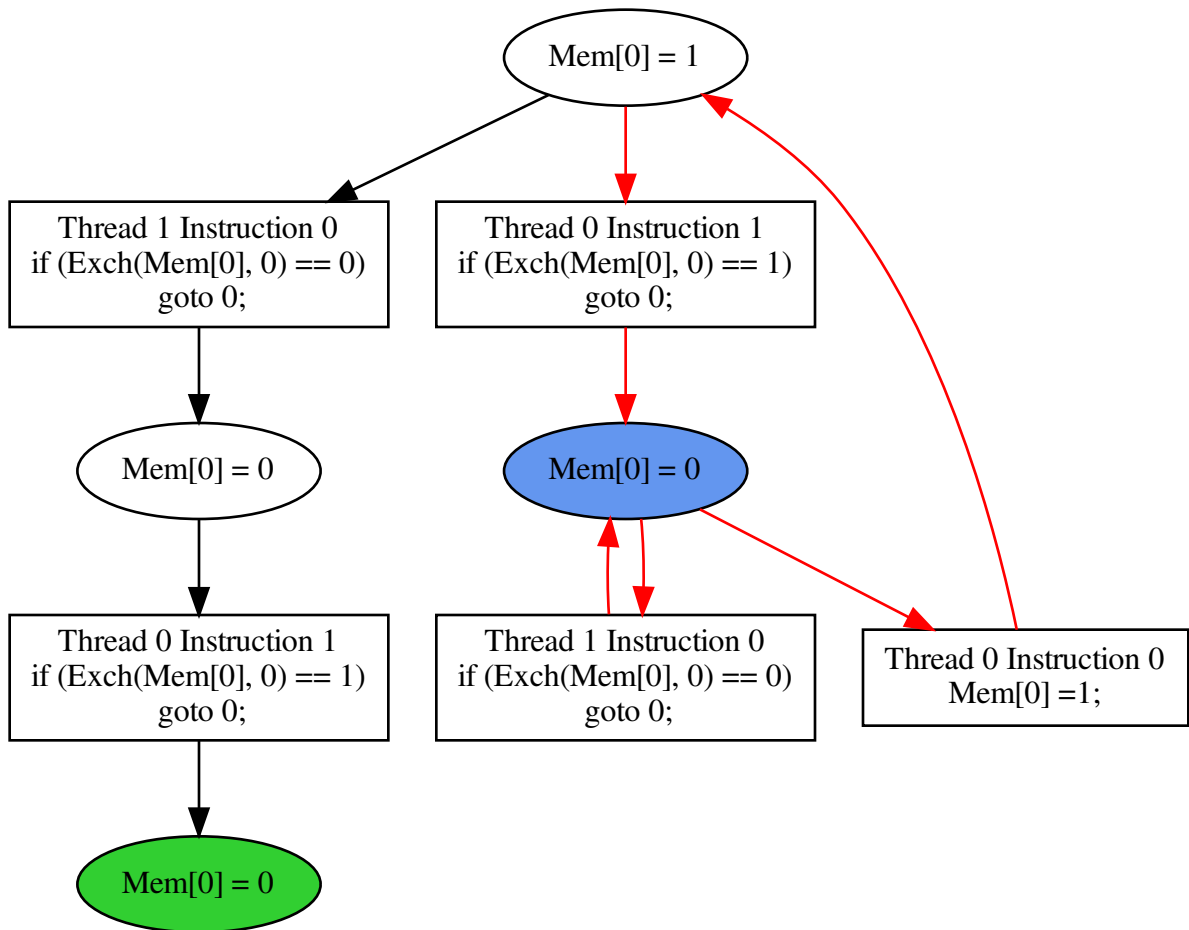 Mem[0] = 1
Thread 1 Instruction 0
if (Exch(Mem[0], 0) == 0)
goto 0;
Thread 0 Instruction 1
if (Exch(Mem[0], 0) == 1)
goto 0;
Mem[0] = 0
Mem[0] = 0
Thread 0 Instruction 1
if (Exch(Mem[0], 0) == 1)
goto 0;
Thread 1 Instruction 0
if (Exch(Mem[0], 0) == 0)
goto 0;
Thread 0 Instruction 0
Mem[0] =1;
Mem[0] = 0